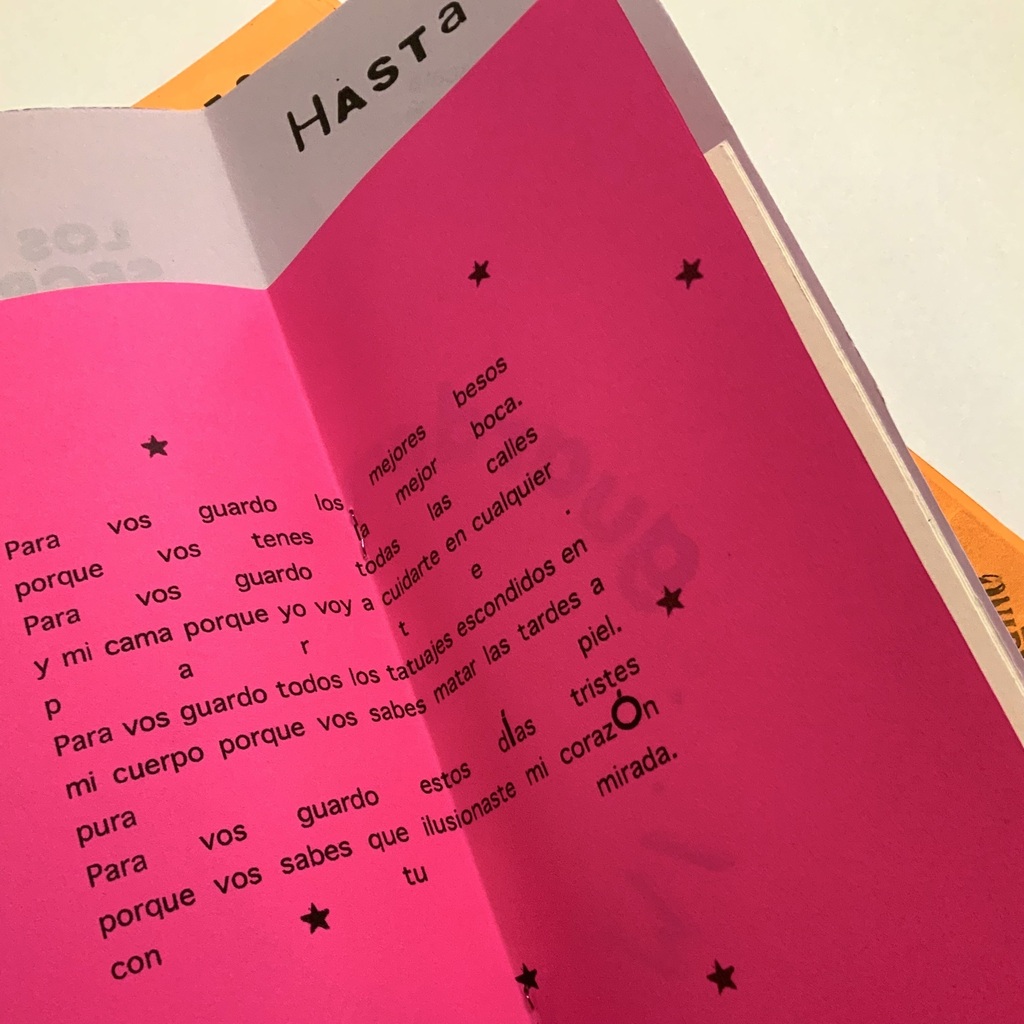 HASTa
Para vos guardo los mejores besos
porque vos tenes la mejor boca.
Para vos guardo todas las calles
y mi cama porque yo voy a cuidarte en cualquier
p a r t e .
Para vos guardo todos los tatuajes escondidos en
mi cuerpo porque vos sabes matar las tardes a
pura piel.
Para vos guardo estos dIas tristes
porque vos sabes que ilusionaste mi corazÓn
con tu mirada.